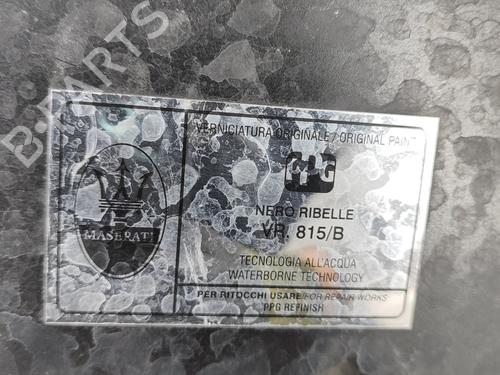 VERNICIATURA ORIGINALE / ORIGINAL PAINT
PPG
NERO RIBELLE
VR. 815/B
TECNOLOGIA ALL'ACQUA
WATERBORNE TECHNOLOGY
PER RITOCCHI USARE/FOR REPAIR WORKS
PPG REFINISH
MASERATI
B-PARTS